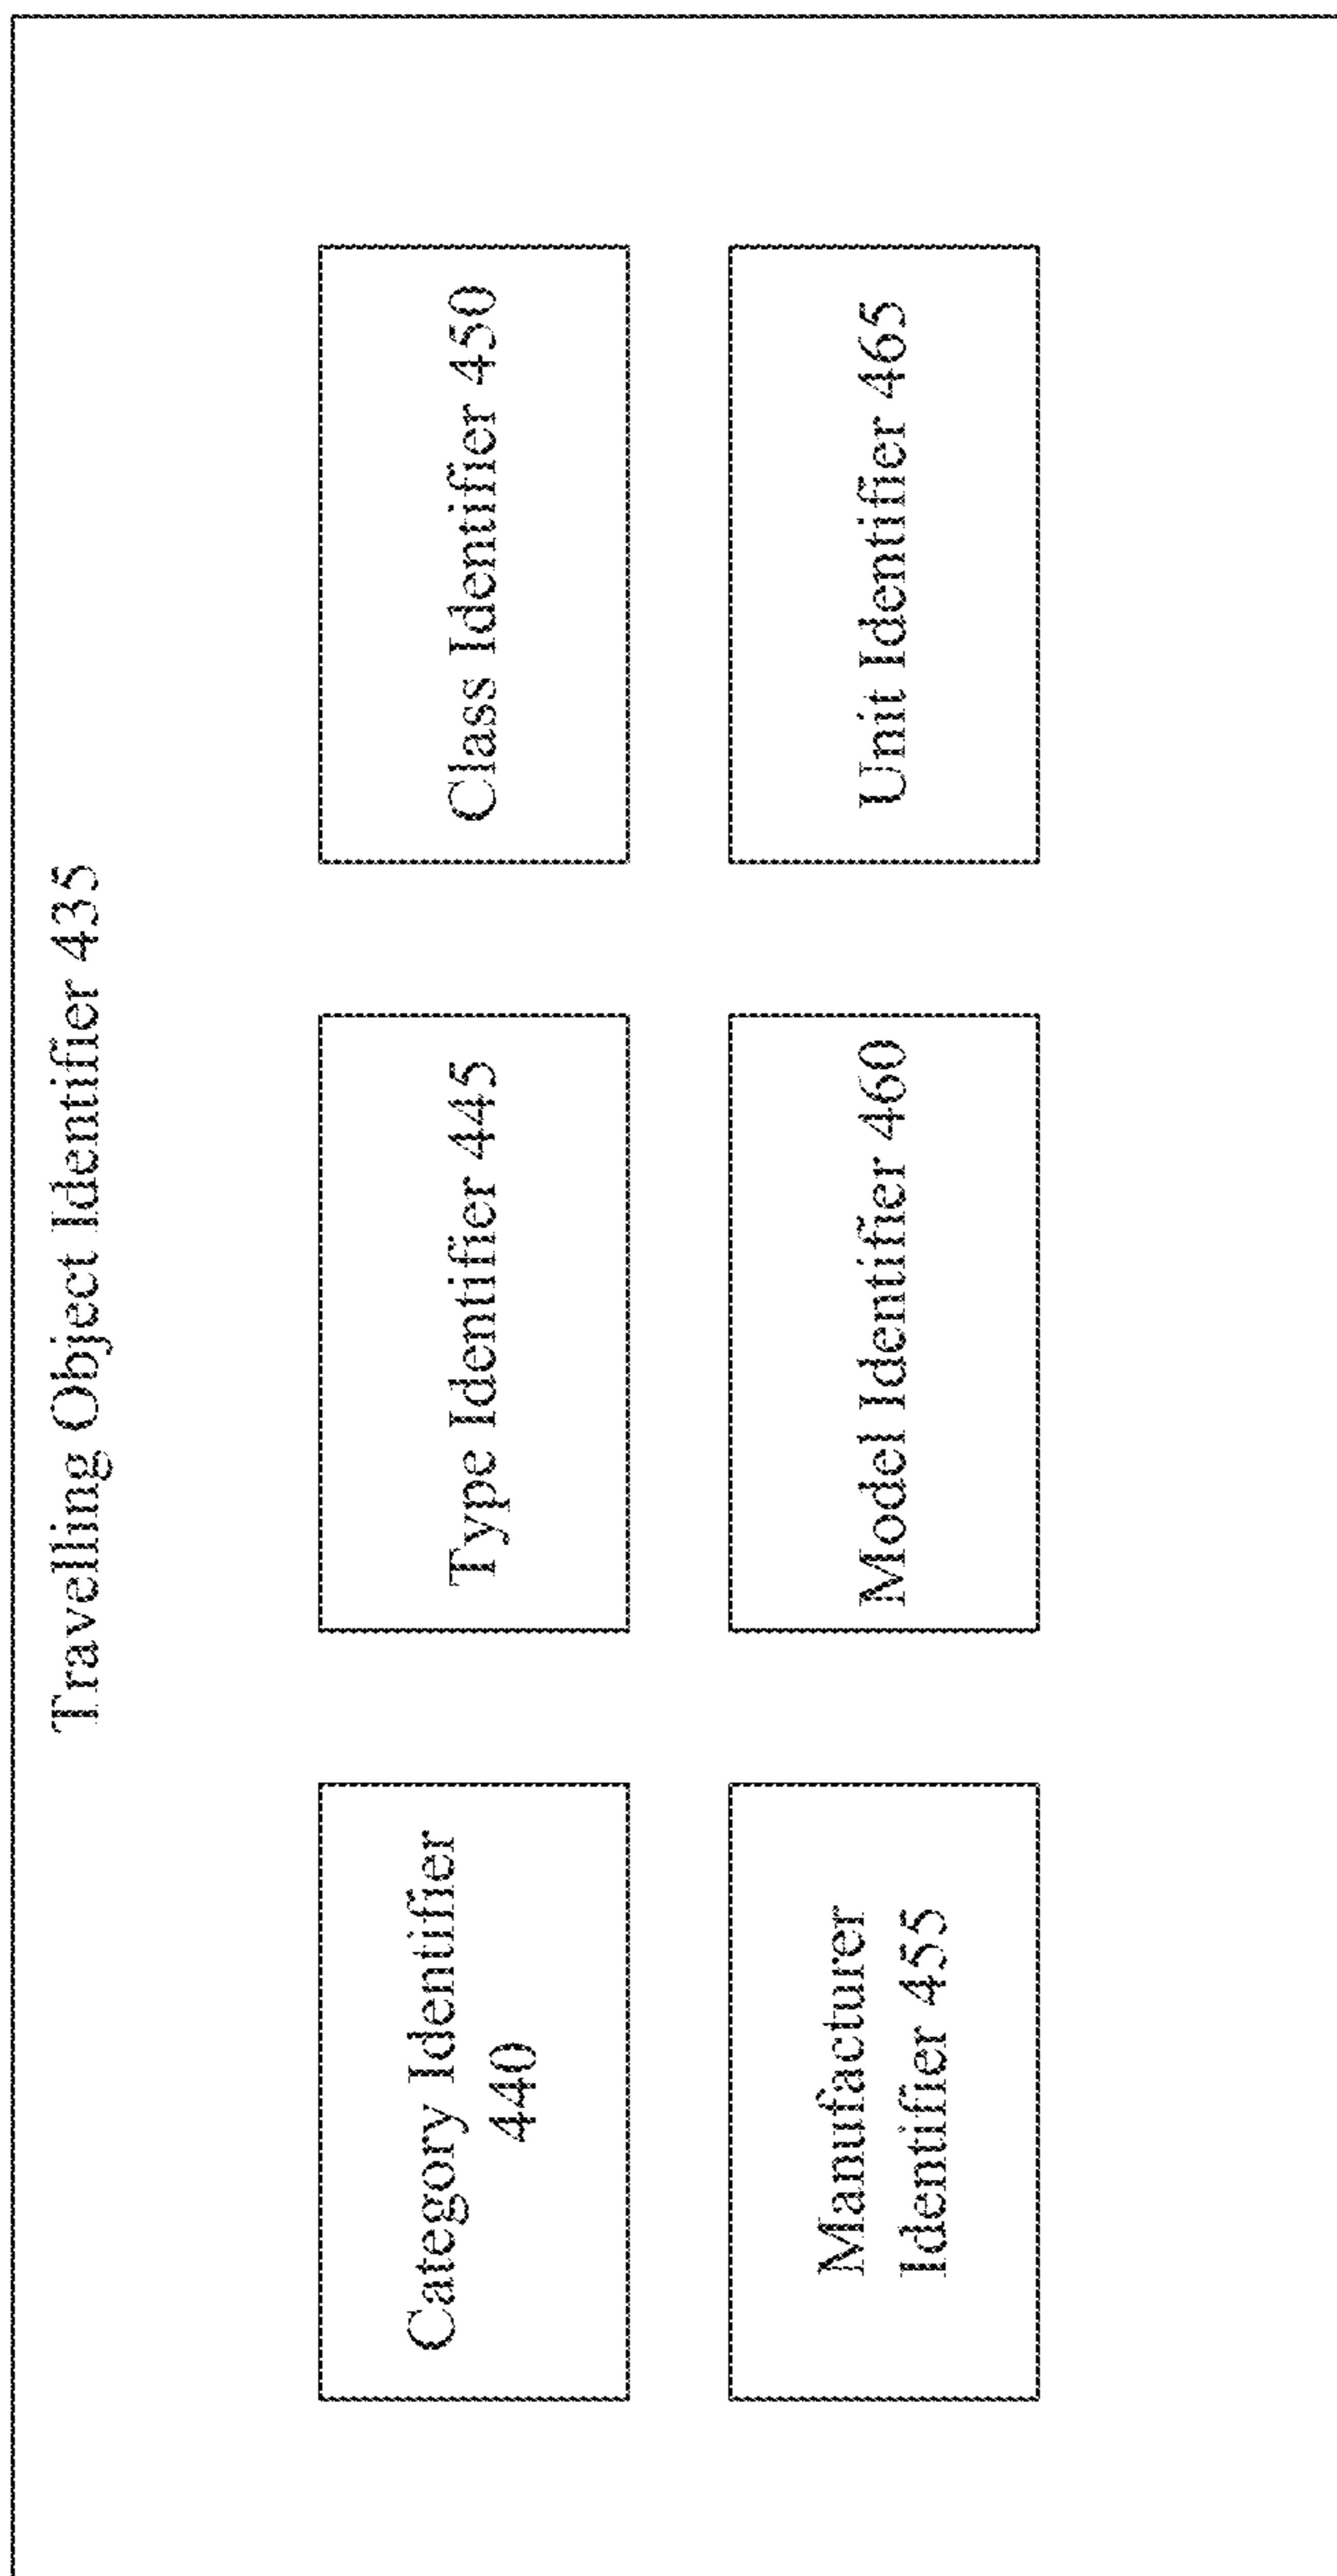 Travelling Object Identifier 435
Category Identifier
440
Type Identifier 445
Class Identifier 450
Manufacturer
Identifier 455
Model Identifier 460
Unit Identifier 465